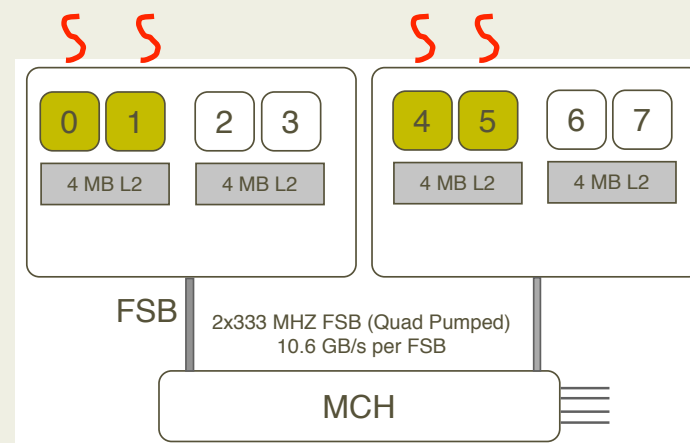 0 1 2 3 4 5 6 7
4 MB L2 4 MB L2 4 MB L2 4 MB L2
FSB
2x333 MHZ FSB (Quad Pumped)
10.6 GB/s per FSB
MCH